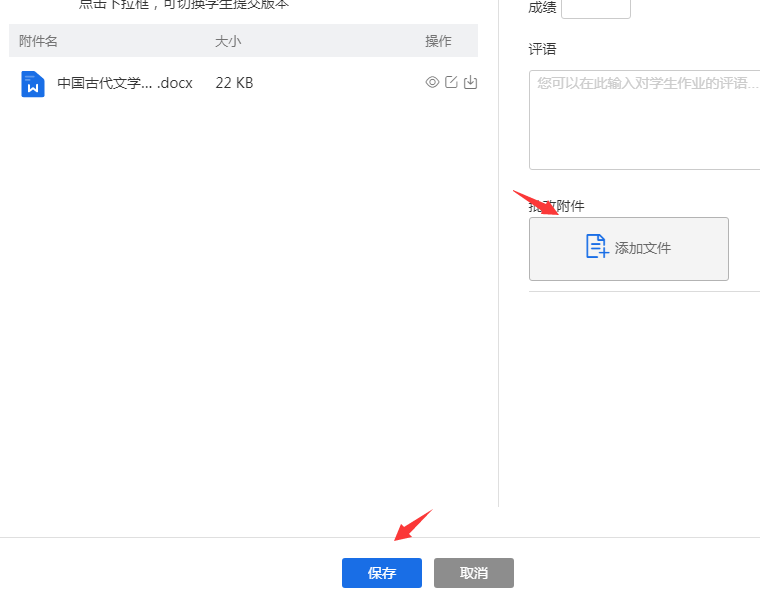 点击下拉框，可切换学生提交版本
附件名 大小 操作
中国古代文学... .docx 22 KB
成绩
评语
您可以在此输入对学生作业的评语...
批改附件
添加文件
保存 取消